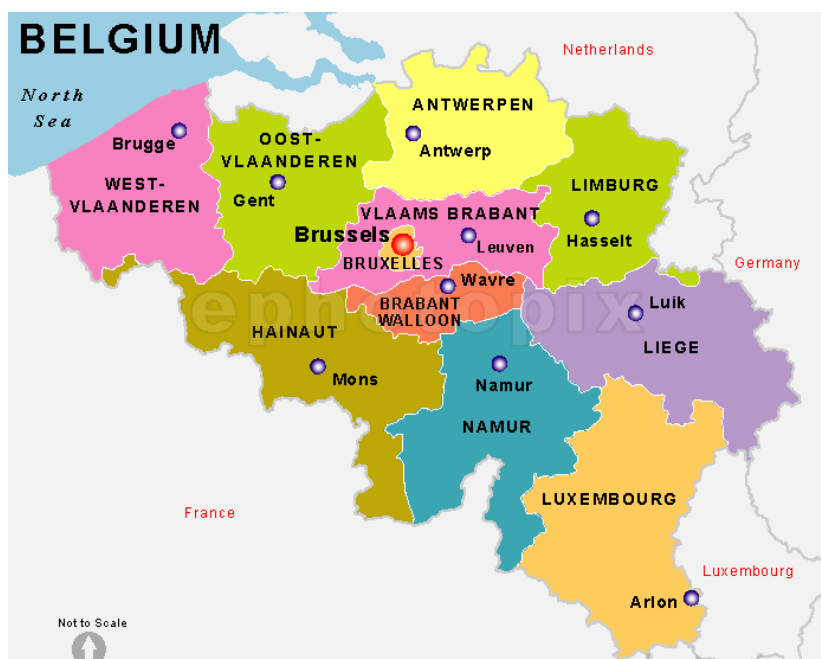 BELGIUM
Netherlands
North
Sea
ANTWERPEN
Antwerp
Brugge
OOST-
VLAANDEREN
WEST-
VLAANDEREN
Gent
LIMBURG
Hasselt
VLAAMS BRABANT
Brussels
Leuven
BRUXELLES
Germany
Wavre
BRABANT
WALLOON
ephotopix
Luik
LIEGE
HAINAUT
Mons
Namur
NAMUR
LUXEMBOURG
France
Luxembourg
Arlon
Not to Scale